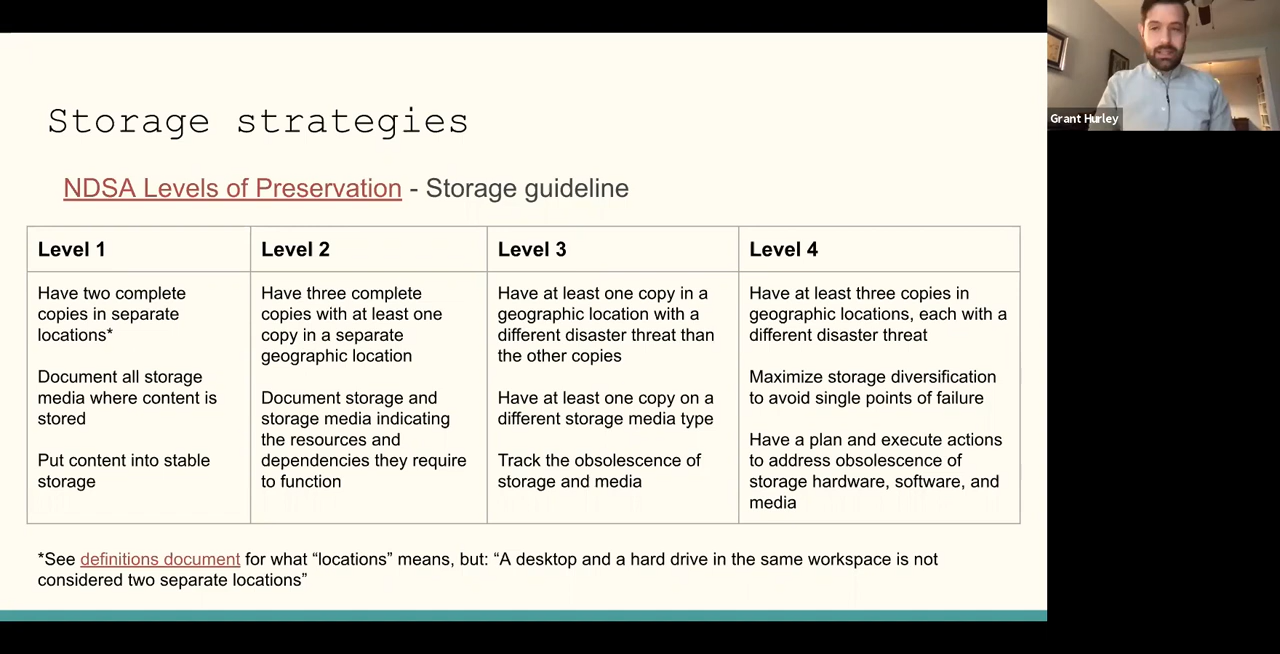 Storage strategies
Grant Hurley
NDSA Levels of Preservation - Storage guideline
Level 1
Have two complete
copies in separate
locations*
Document all storage
media where content is
stored
Put content into stable
storage
Level 2
Have three complete
copies with at least one
copy in a separate
geographic location
Document storage and
storage media indicating
the resources and
dependencies they require
to function
Level 3
Have at least one copy in a
geographic location with a
different disaster threat than
the other copies
Have at least one copy on a
different storage media type
Track the obsolescence of
storage and media
Level 4
Have at least three copies in
geographic locations, each with a
different disaster threat
Maximize storage diversification
to avoid single points of failure
Have a plan and execute actions
to address obsolescence of
storage hardware, software, and
media
*See definitions document for what “locations” means, but: “A desktop and a hard drive in the same workspace is not
considered two separate locations”